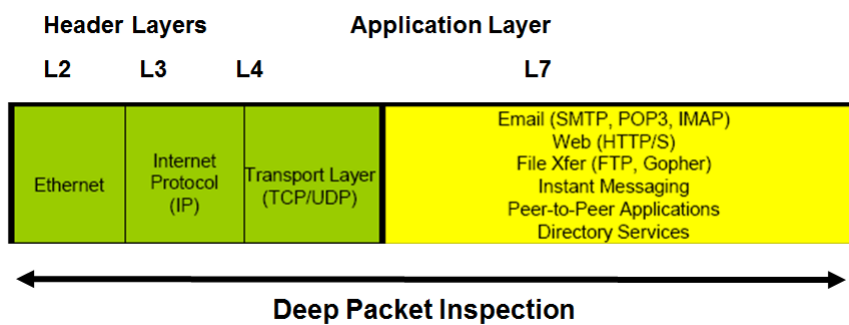 Header Layers Application Layer
L2 L3 L4 L7
Ethernet
Internet
Protocol
(IP)
Transport Layer
(TCP/UDP)
Email (SMTP, POP3, IMAP)
Web (HTTP/S)
File Xfer (FTP, Gopher)
Instant Messaging
Peer-to-Peer Applications
Directory Services
Deep Packet Inspection